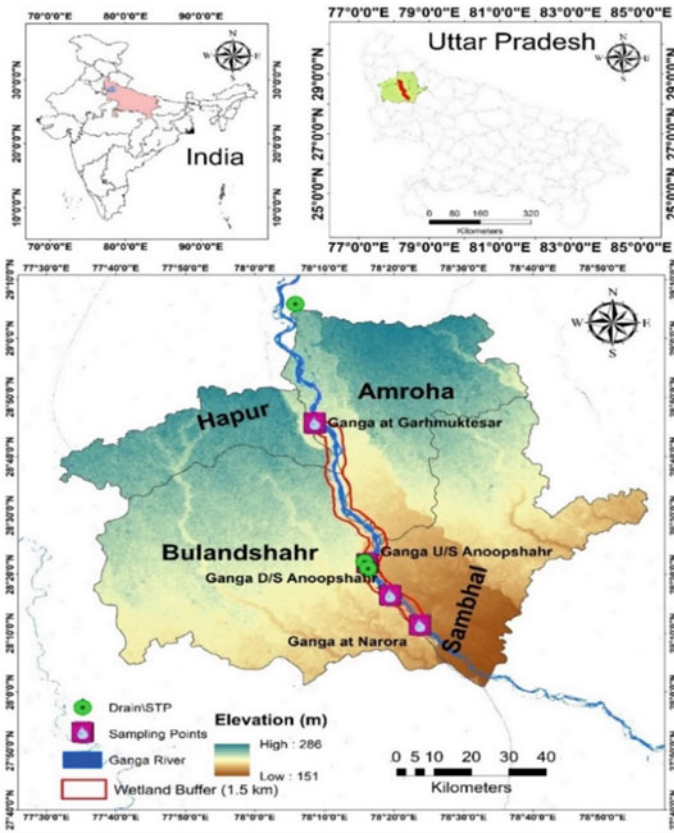 70°0'0"E 80°0'0"E 90°0'0"E
N W E S
30°0'0"N
20°0'0"N
10°0'0"N
India
70°0'0"E 80°0'0"E 90°0'0"E
77°0'0"E 79°0'0"E 81°0'0"E 83°0'0"E 85°0'0"E
Uttar Pradesh
N W E S
29°0'0"N
27°0'0"N
25°0'0"N
0 80 160 320
Kilometers
77°0'0"E 79°0'0"E 81°0'0"E 83°0'0"E 85°0'0"E
77°30'0"E 77°40'0"E 77°50'0"E 78°0'0"E 78°10'0"E 78°20'0"E 78°30'0"E 78°40'0"E 78°50'0"E
N W E S
Amroha
Hapur
Ganga at Garhmuktesar
Bulandshahr
Ganga U/S Anoopshahr
Ganga D/S Anoopshahr
Sambhal
Ganga at Narora
Drain\STP
Sampling Points
Ganga River
Wetland Buffer (1.5 km)
Elevation (m)
High : 286
Low : 151
0 5 10 20 30 40
Kilometers
77°30'0"E 77°40'0"E 77°50'0"E 78°0'0"E 78°10'0"E 78°20'0"E 78°30'0"E 78°40'0"E 78°50'0"E